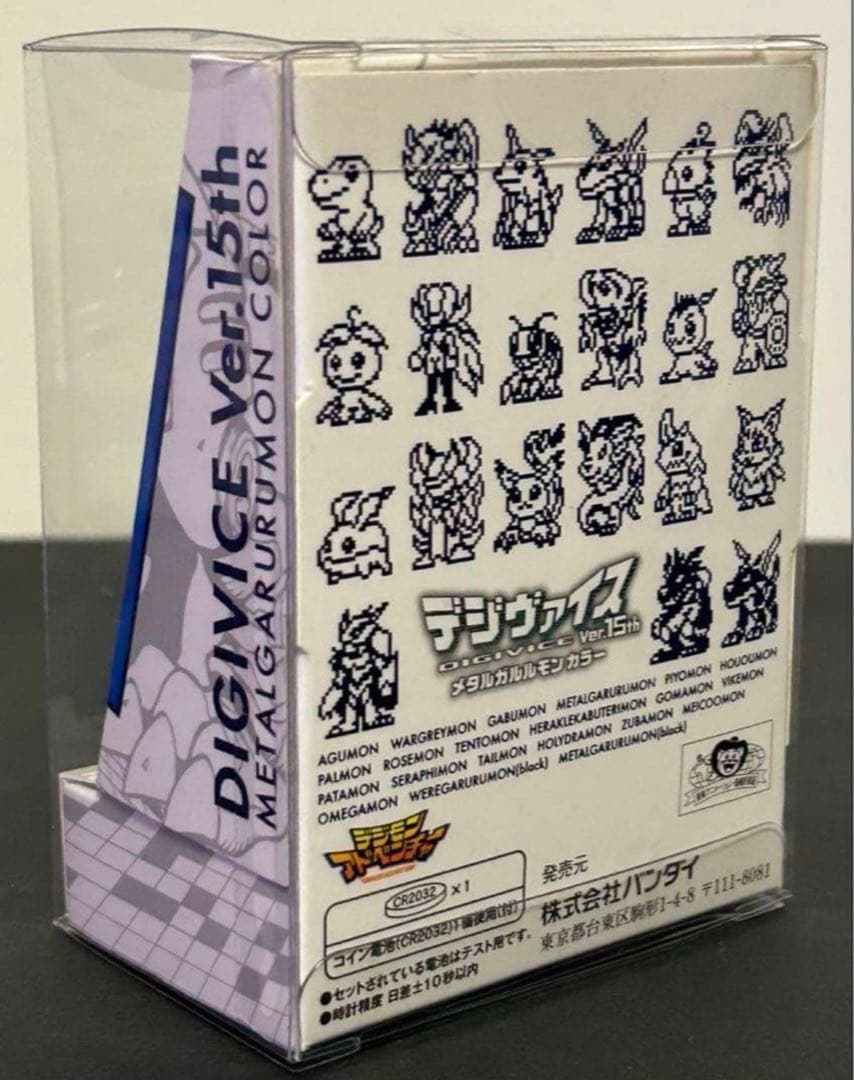 DIGIVICE Ver.15th
METALGARURUMON COLOR
デジヴァイス
DIGIVICE Ver.15th
メタルガルルモン カラー
AGUMON WARGREYMON GABUMON METALGARURUMON PIYOMON HOUOUMON
PALMON ROSEMON TENTOMON HERAKLEKABUTERIMON GOMAMON VIKEMON
PATAMON SERAPHIMON TAILMON HOLYDRAMON ZUBAMON MEICOOMON
OMEGAMON WEREGARURUMON(black) METALGARURUMON(black)
デジモン
アドベンチャー
CR2032 ×1
コイン電池(CR2032)1個使用(付)
●セットされている電池はテスト用です。
●時計精度 日差±10秒以内
発売元
株式会社バンダイ
東京都台東区駒形1-4-8 〒111-8081